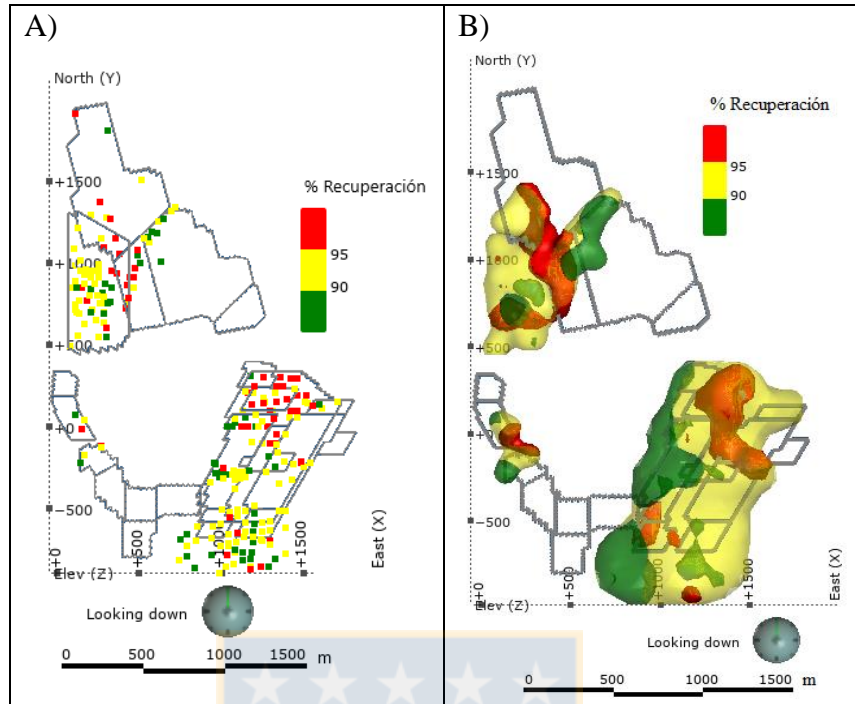 A)
North (Y)
+1500
% Recuperación
95
90
+1000
+500
+0
-500
+0
+500
+1000
+1500
Elev (Z)
East (X)
Looking down
0 500 1000 1500 m
B)
North (Y)
% Recuperación
95
90
+1500
+1000
+500
+0
-500
+0
+500
+1000
+1500
Elev (Z)
East (X)
Looking down
0 500 1000 1500 m